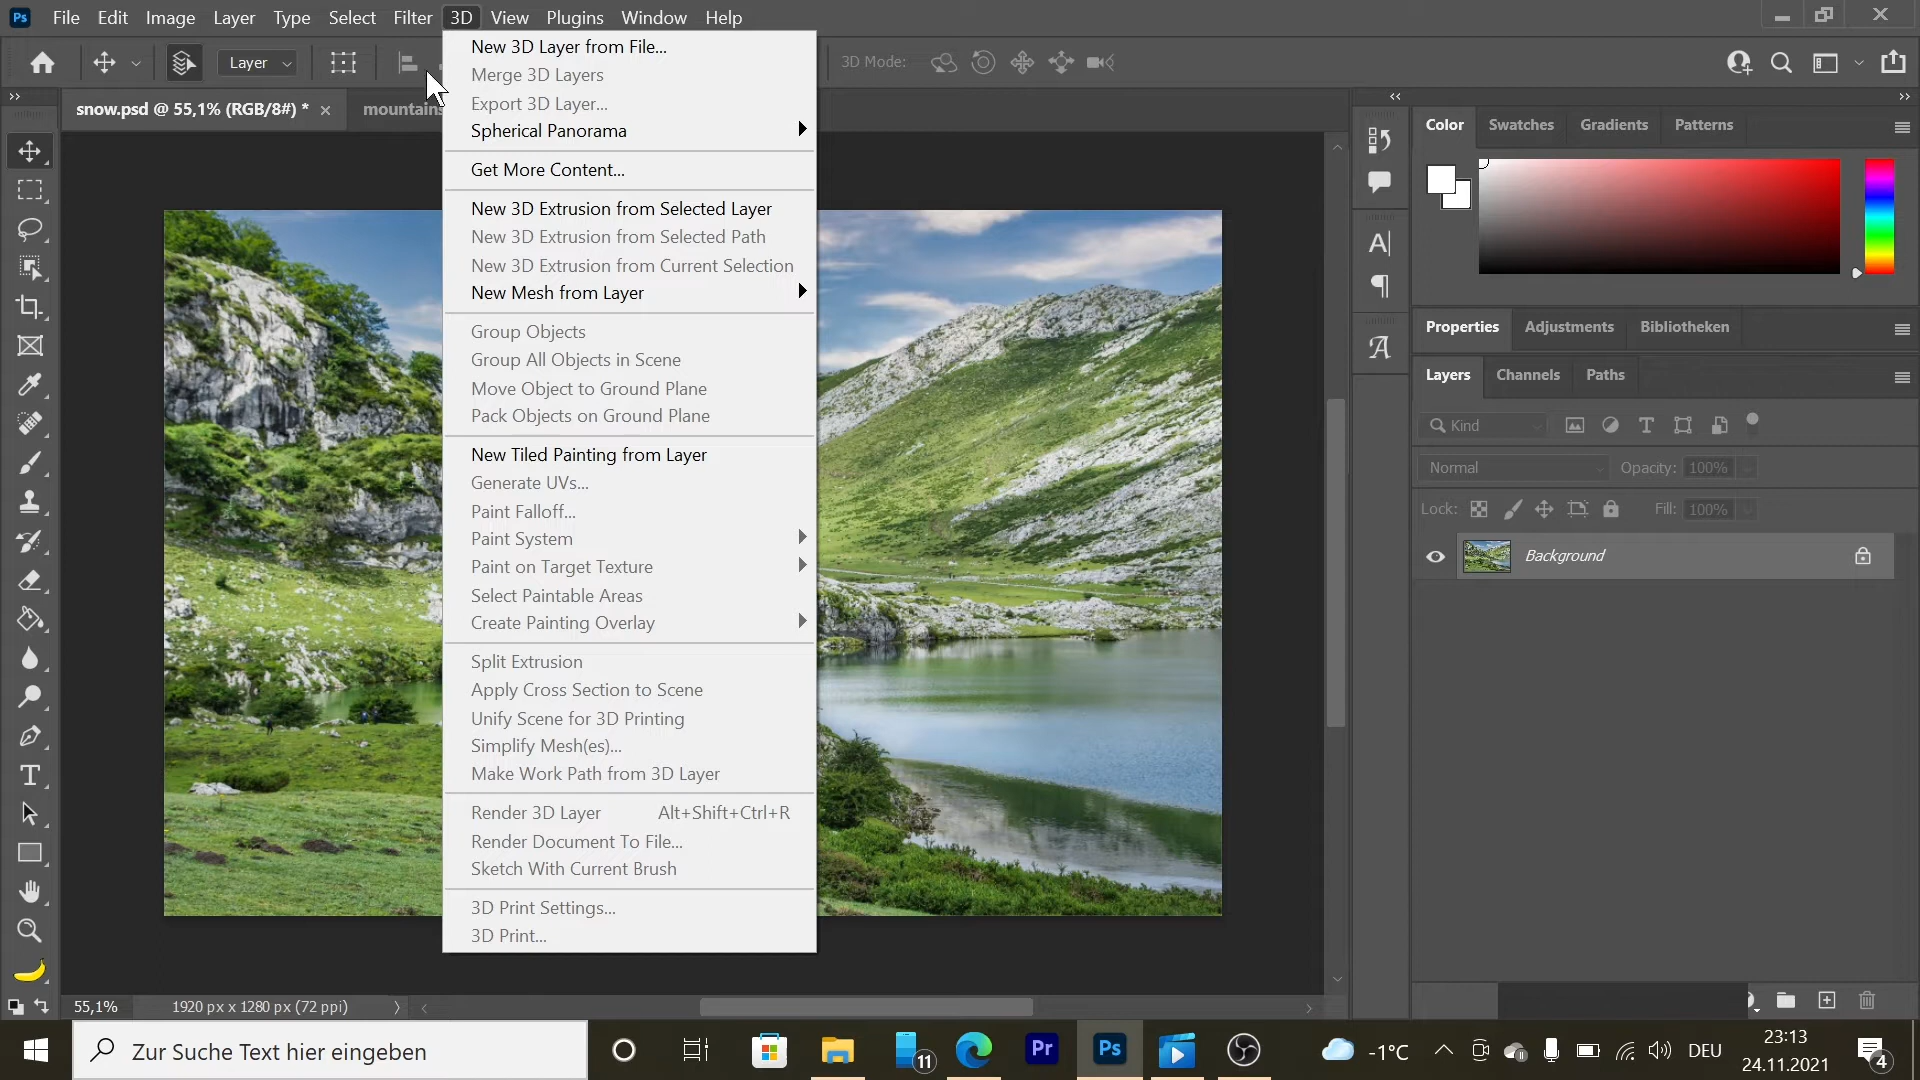 Ps File Edit Image Layer Type Select Filter 3D View Plugins Window Help
Layer
3D Mode:
snow.psd @ 55,1% (RGB/8#) *
mountains
New 3D Layer from File...
Merge 3D Layers
Export 3D Layer...
Spherical Panorama
Get More Content...
New 3D Extrusion from Selected Layer
New 3D Extrusion from Selected Path
New 3D Extrusion from Current Selection
New Mesh from Layer
Group Objects
Group All Objects in Scene
Move Object to Ground Plane
Pack Objects on Ground Plane
New Tiled Painting from Layer
Generate UVs...
Paint Falloff...
Paint System
Paint on Target Texture
Select Paintable Areas
Create Painting Overlay
Split Extrusion
Apply Cross Section to Scene
Unify Scene for 3D Printing
Simplify Mesh(es)...
Make Work Path from 3D Layer
Render 3D Layer Alt+Shift+Ctrl+R
Render Document To File...
Sketch With Current Brush
3D Print Settings...
3D Print...
Color Swatches Gradients Patterns
Properties Adjustments Bibliotheken
Layers Channels Paths
Kind
Normal Opacity: 100%
Lock: Fill: 100%
Background
55,1% 1920 px x 1280 px (72 ppi)
Zur Suche Text hier eingeben
11
Pr
Ps
-1°C
DEU
23:13
24.11.2021
4